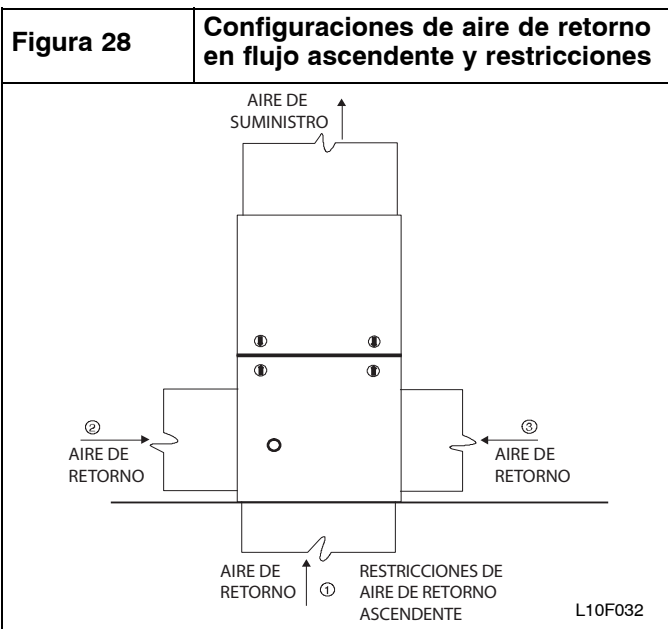 Figura 28
Configuraciones de aire de retorno
en flujo ascendente y restricciones
AIRE DE
SUMINISTRO
②
AIRE DE
RETORNO
③
AIRE DE
RETORNO
AIRE DE
RETORNO
①
RESTRICCIONES DE
AIRE DE RETORNO
ASCENDENTE
L10F032